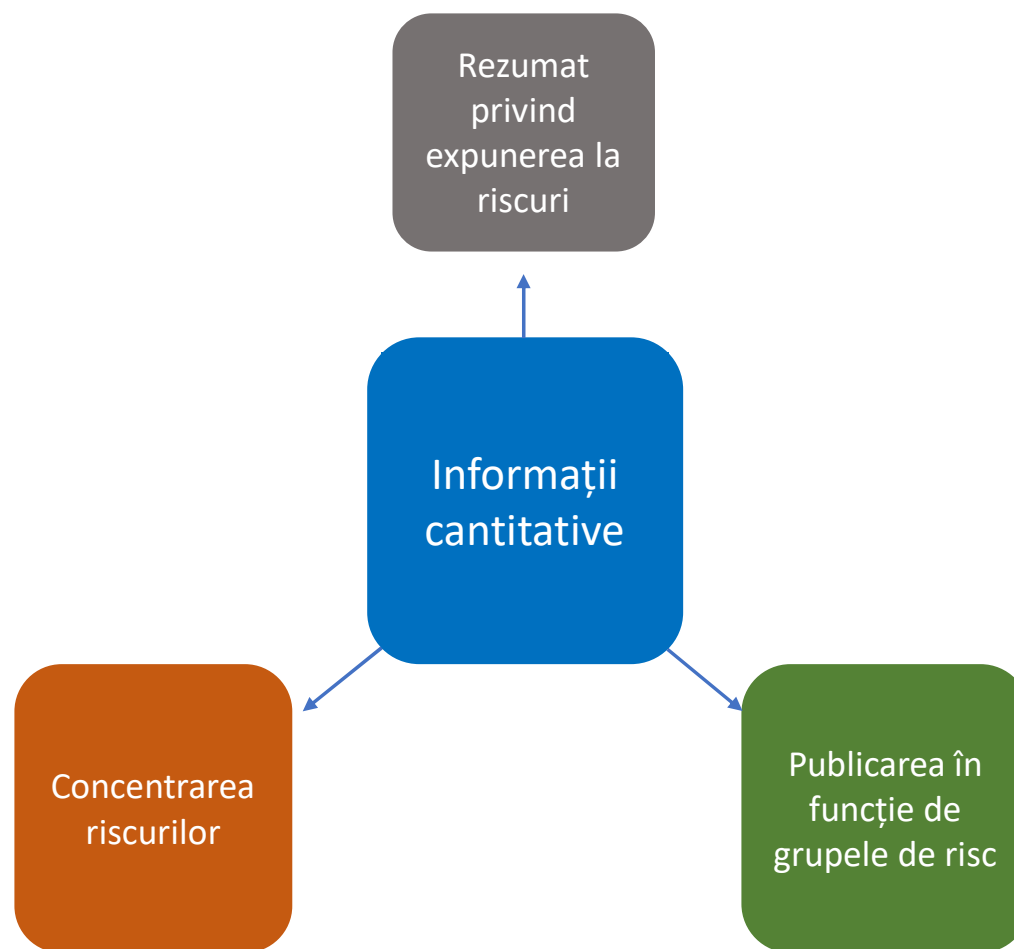 Rezumat
privind
expunerea la
riscuri
Informații
cantitative
Concentrarea
riscurilor
Publicarea în
funcție de
grupele de risc